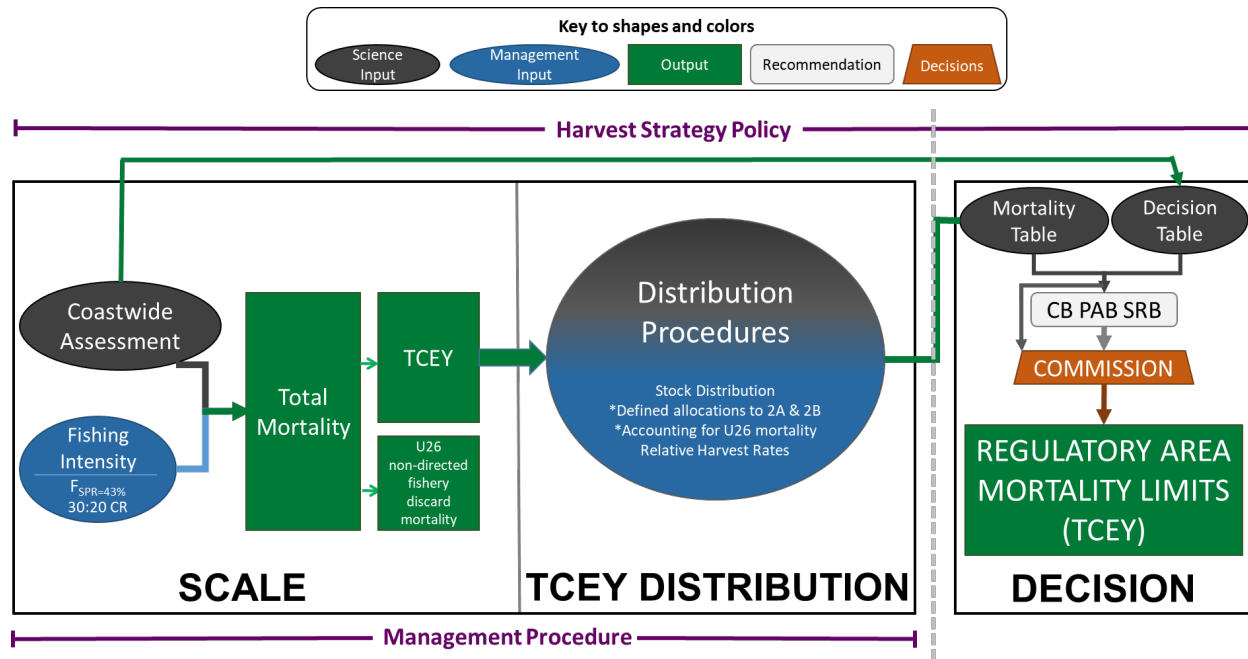 Key to shapes and colors
Science
Input
Management
Input
Output
Recommendation
Decisions
Harvest Strategy Policy
Coastwide
Assessment
Fishing
Intensity
F_SPR=43%
30:20 CR
Total
Mortality
TCEY
U26
non-directed
fishery
discard
mortality
SCALE
Distribution
Procedures
Stock Distribution
*Defined allocations to 2A & 2B
*Accounting for U26 mortality
Relative Harvest Rates
TCEY DISTRIBUTION
Mortality
Table
Decision
Table
CB PAB SRB
COMMISSION
REGULATORY AREA
MORTALITY LIMITS
(TCEY)
DECISION
Management Procedure